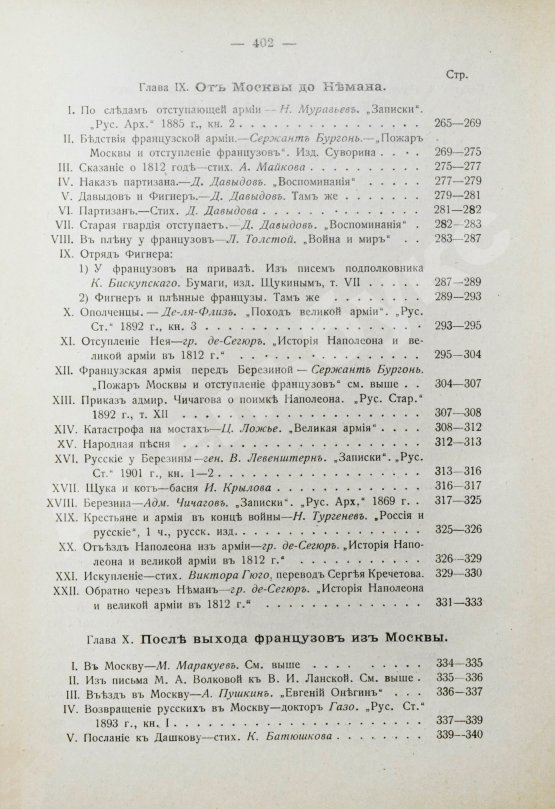 — 402 —
Стр.
Глава IX. Отъ Москвы до Нѣмана.
I. По слѣдамъ отступающей арміи — Н. Муравьевъ. „Записки“.
„Рус. Арх.“ 1885 г., кн. 2 . . . . . . . . . . . . . 265—269
II. Бѣдствія французской арміи.—Сержантъ Бургонь.—„Пожаръ
Москвы и отступленіе французовъ“. Изд. Суворина . . . . 269—275
III. Сказаніе о 1812 годѣ—стих. А. Майкова . . . . . . . . 275—277
IV. Наказъ партизана.—Д. Давыдовъ. „Воспоминанія“ . . . . 277—279
V. Давыдовъ и Фигнеръ.—Д. Давыдовъ. Тамъ же . . . . . 279—281
VI. Партизанъ.—Стих. Д. Давыдова . . . . . . . . . . . 281—282
VII. Старая гвардія отступаетъ.—Д. Давыдовъ. „Воспоминанія“ 282—283
VIII. Въ плѣну у французовъ—Л. Толстой. „Война и миръ“ . . 283—287
IX. Отрядъ Фигнера:
1) У французовъ на привалѣ. Изъ писемъ подполковника
К. Бискупскаго. Бумаги, изд. Щукинымъ, т. VII . . . . 287—289
2) Фигнеръ и плѣнные французы. Тамъ же . . . . . . . 289—293
X. Ополченцы. — Де-ля-Флизъ. „Походъ великой арміи“. „Рус.
Ст.“ 1892 г., кн. 3 . . . . . . . . . . . . . . . . 293—295
XI. Отсупленіе Нея—гр. де-Сегюръ. „Исторія Наполеона и ве-
ликой арміи въ 1812 г.“ . . . . . . . . . . . . . . 295—304
XII. Французская армія передъ Березиной — Сержантъ Бургонь.
„Пожаръ Москвы и отступленіе французовъ“ см. выше . . 304—307
XIII. Приказъ адмир. Чичагова о поимкѣ Наполеона. „Рус. Стар.“
1892 г., т. XII . . . . . . . . . . . . . . . . . . 307—308
XIV. Катастрофа на мостахъ—Ц. Ложье. „Великая армія“ . . . 308—312
XV. Народная пѣсня . . . . . . . . . . . . . . . . . . 312—313
XVI. Русскіе у Березины—ген. В. Левенштернъ. „Записки“. „Рус.
Ст.“ 1901 г., кн. 1—2 . . . . . . . . . . . . . . . 313—316
XVII. Щука и котъ—басня И. Крылова . . . . . . . . . . . 316—317
XVIII. Березина—Адм. Чичаговъ. „Записки“. „Рус. Арх.“ 1869 г. . 317—325
XIX. Крестьяне и армія въ концѣ войны—Н. Тургеневъ. „Россія и
русскіе“, 1 ч., русск. изд. . . . . . . . . . . . . . . 325—326
XX. Отъѣздъ Наполеона изъ арміи—гр. де-Сегюръ. „Исторія Напо-
леона и великой арміи въ 1812 г.“ . . . . . . . . . . 326—329
XXI. Искупленіе—стих. Виктора Гюго, переводъ Сергѣя Кречетова. 329—330
XXII. Обратно черезъ Нѣманъ—гр. де-Сегюръ. „Исторія Наполеона
и великой арміи въ 1812 г.“ . . . . . . . . . . . . . 331—333
Глава X. Послѣ выхода французовъ изъ Москвы.
I. Въ Москву—М. Маракуевъ. См. выше . . . . . . . . . 334—335
II. Изъ письма М. А. Волковой къ В. И. Ланской. См. выше . 335—336
III. Въѣздъ въ Москву—А. Пушкинъ. „Евгеній Онѣгинъ“ . . . 336—337
IV. Возвращеніе русскихъ въ Москву—докторъ Газо. „Рус. Ст.“
1893 г., кн. I . . . . . . . . . . . . . . . . . . . 337—339
V. Посланіе къ Дашкову—стих. К. Батюшкова . . . . . . . 339—340